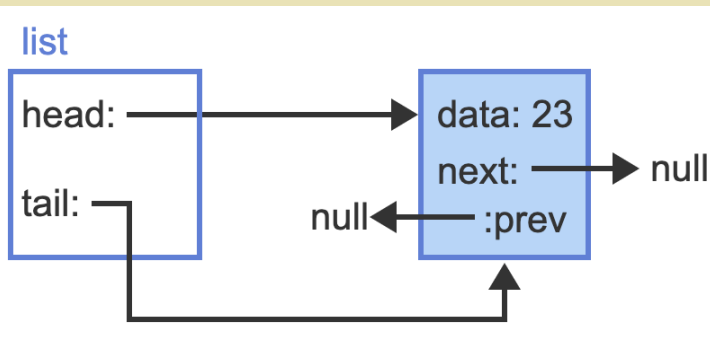 list
head:
data: 23
next:
null
tail:
null
:prev